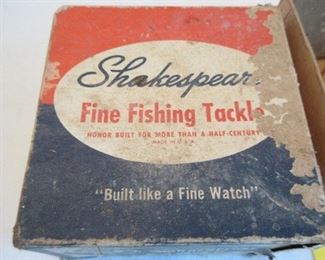 Shakespear
Fine Fishing Tackle
HONOR BUILT FOR MORE THAN A HALF-CENTURY
MADE IN U.S.A.
"Built like a Fine Watch"